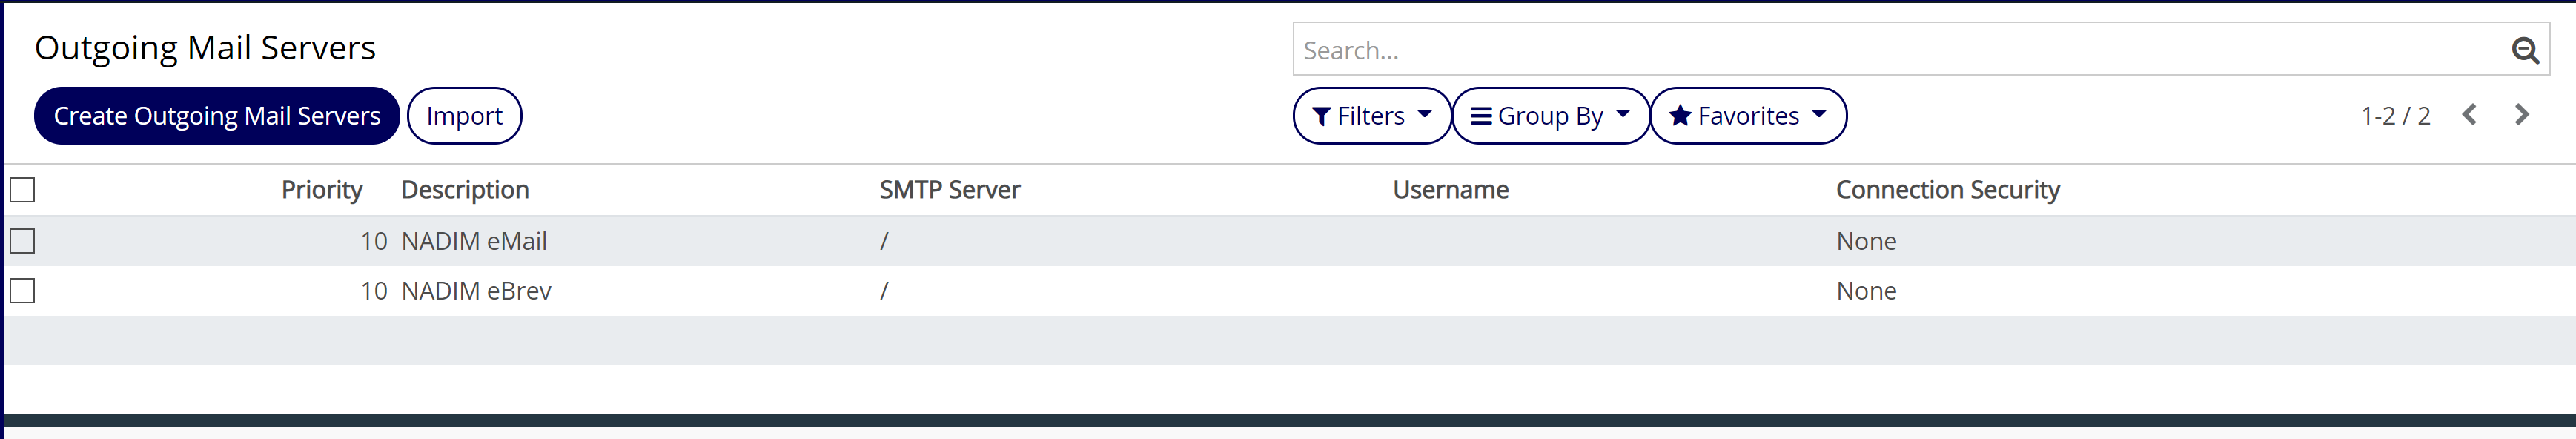 Outgoing Mail Servers
Search...
Create Outgoing Mail Servers Import
Filters Group By Favorites 1-2 / 2
Priority Description SMTP Server Username Connection Security
10 NADIM eMail / None
10 NADIM eBrev / None